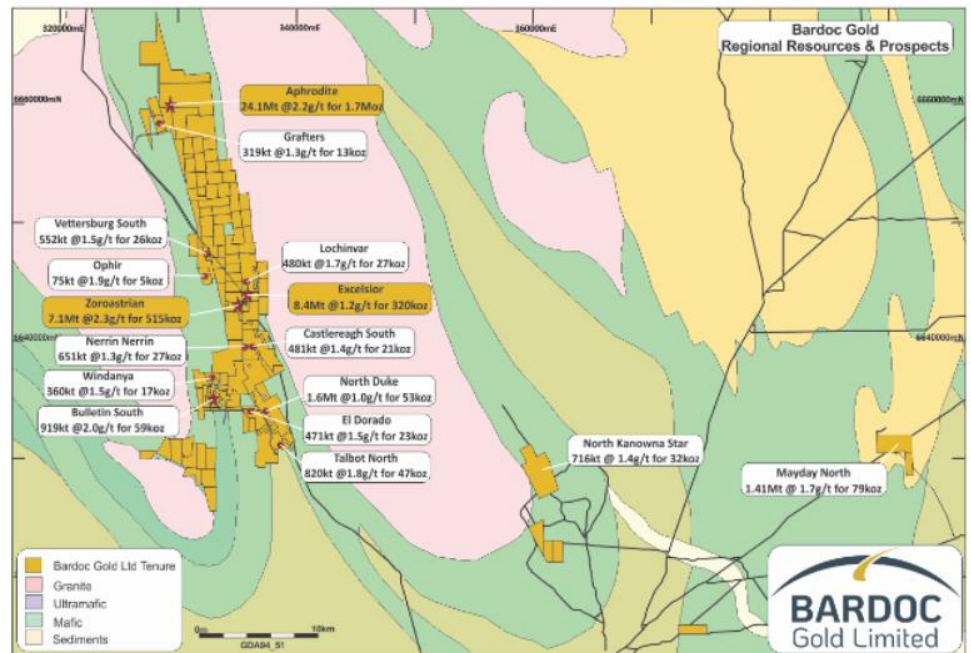 320000mE
340000mE
360000mE
Bardoc Gold
Regional Resources & Prospects
6660000mN
6660000mN
Aphrodite
24.1Mt @2.2g/t for 1.7Moz
Grafters
319kt @1.3g/t for 13koz
Vettersburg South
552kt @1.5g/t for 26koz
Lochinvar
480kt @1.7g/t for 27koz
Ophir
75kt @1.9g/t for 5koz
Excelsior
8.4Mt @1.2g/t for 320koz
Zoroastrian
7.1Mt @2.3g/t for 515koz
6640000mN
6640000mN
Castlereagh South
481kt @1.4g/t for 21koz
Nerrin Nerrin
651kt @1.3g/t for 27koz
Windanya
360kt @1.5g/t for 17koz
North Duke
1.6Mt @1.0g/t for 53koz
Bulletin South
919kt @2.0g/t for 59koz
El Dorado
471kt @1.5g/t for 23koz
Talbot North
820kt @1.8g/t for 47koz
North Kanowna Star
716kt @ 1.4g/t for 32koz
Mayday North
1.41Mt @ 1.7g/t for 79koz
Bardoc Gold Ltd Tenure
Granite
Ultramafic
Mafic
Sediments
0m
10km
GDA94_51
BARDOC
Gold Limited